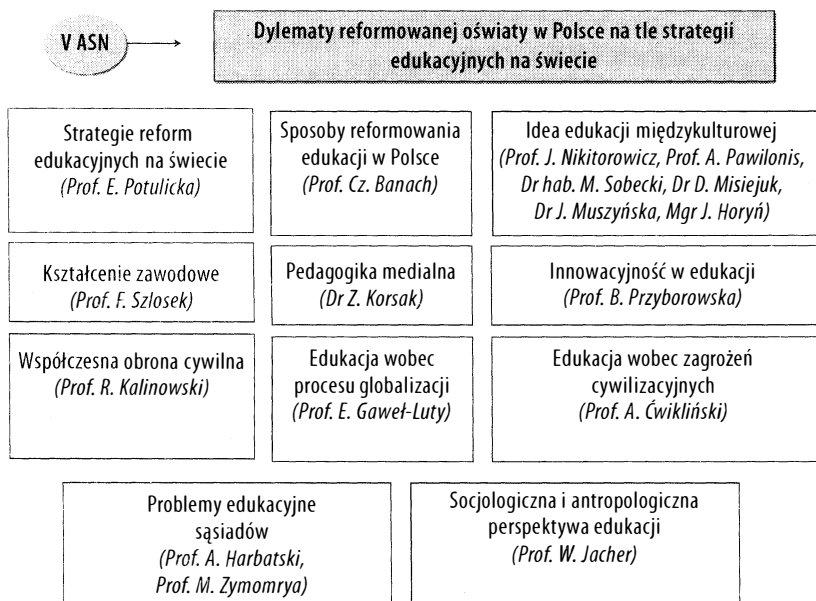 V ASN
Dylematy reformowanej oświaty w Polsce na tle strategii
edukacyjnych na świecie
Strategie reform
edukacyjnych na świecie
(Prof. E. Potulicka)
Sposoby reformowania
edukacji w Polsce
(Prof. Cz. Banach)
Idea edukacji międzykulturowej
(Prof. J. Nikitorowicz, Prof. A. Pawilonis,
Dr hab. M. Sobecki, Dr D. Misiejuk,
Dr J. Muszyńska, Mgr J. Horyń)
Kształcenie zawodowe
(Prof. F. Szlosek)
Pedagogika medialna
(Dr Z. Korsak)
Innowacyjność w edukacji
(Prof. B. Przyborowska)
Współczesna obrona cywilna
(Prof. R. Kalinowski)
Edukacja wobec
procesu globalizacji
(Prof. E. Gaweł-Luty)
Edukacja wobec zagrożeń
cywilizacyjnych
(Prof. A. Ćwikliński)
Problemy edukacyjne
sąsiadów
(Prof. A. Harbatski,
Prof. M. Zymomrya)
Socjologiczna i antropologiczna
perspektywa edukacji
(Prof. W. Jacher)